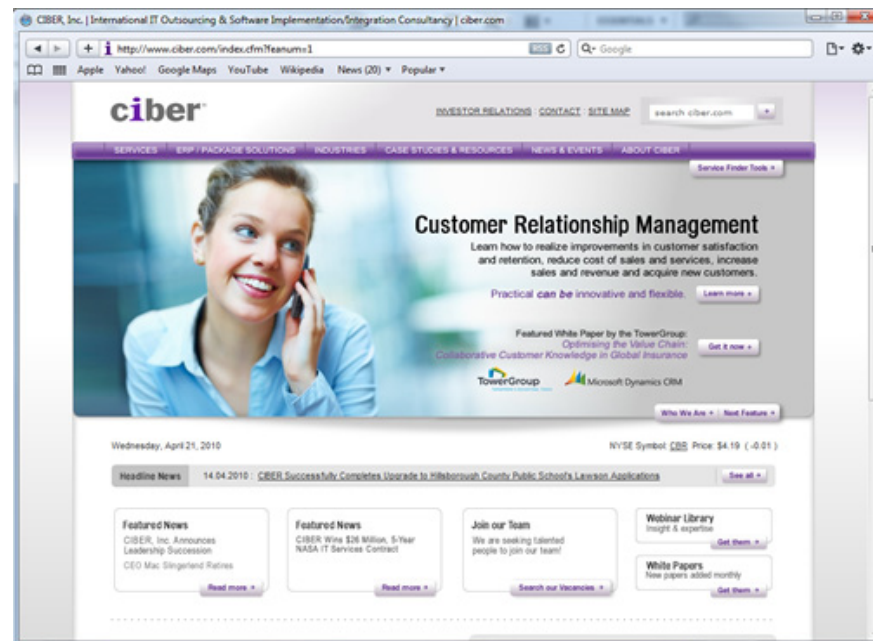 CIBER, Inc. | International IT Outsourcing & Software Implementation/Integration Consultancy | ciber.com
http://www.ciber.com/index.cfm?feanum=1
RSS
Google
Apple Yahoo! Google Maps YouTube Wikipedia News (20) Popular
ciber
INVESTOR RELATIONS CONTACT SITE MAP
search ciber.com
SERVICES ERP / PACKAGE SOLUTIONS INDUSTRIES CASE STUDIES & RESOURCES NEWS & EVENTS ABOUT CIBER
Service Finder Tools
Customer Relationship Management
Learn how to realize improvements in customer satisfaction
and retention, reduce cost of sales and services, increase
sales and revenue and acquire new customers.
Practical can be innovative and flexible.
Learn more
Featured White Paper by the TowerGroup:
Optimising the Value Chain:
Collaborative Customer Knowledge in Global Insurance
Get it now
TowerGroup
Microsoft Dynamics CRM
Who We Are Next Feature
Wednesday, April 21, 2010
NYSE Symbol: CBR Price: $4.19 ( -0.01 )
Headline News 14.04.2010 : CIBER Successfully Completes Upgrade to Hillsborough County Public School's Lawson Applications
See all
Featured News
CIBER, Inc. Announces
Leadership Succession
CEO Mac Slingerlend Retires
Read more
Featured News
CIBER Wins $26 Million, 5-Year
NASA IT Services Contract
Read more
Join our Team
We are seeking talented
people to join our team!
Search our Vacancies
Webinar Library
Insight & expertise
Get them
White Papers
New papers added monthly
Get them